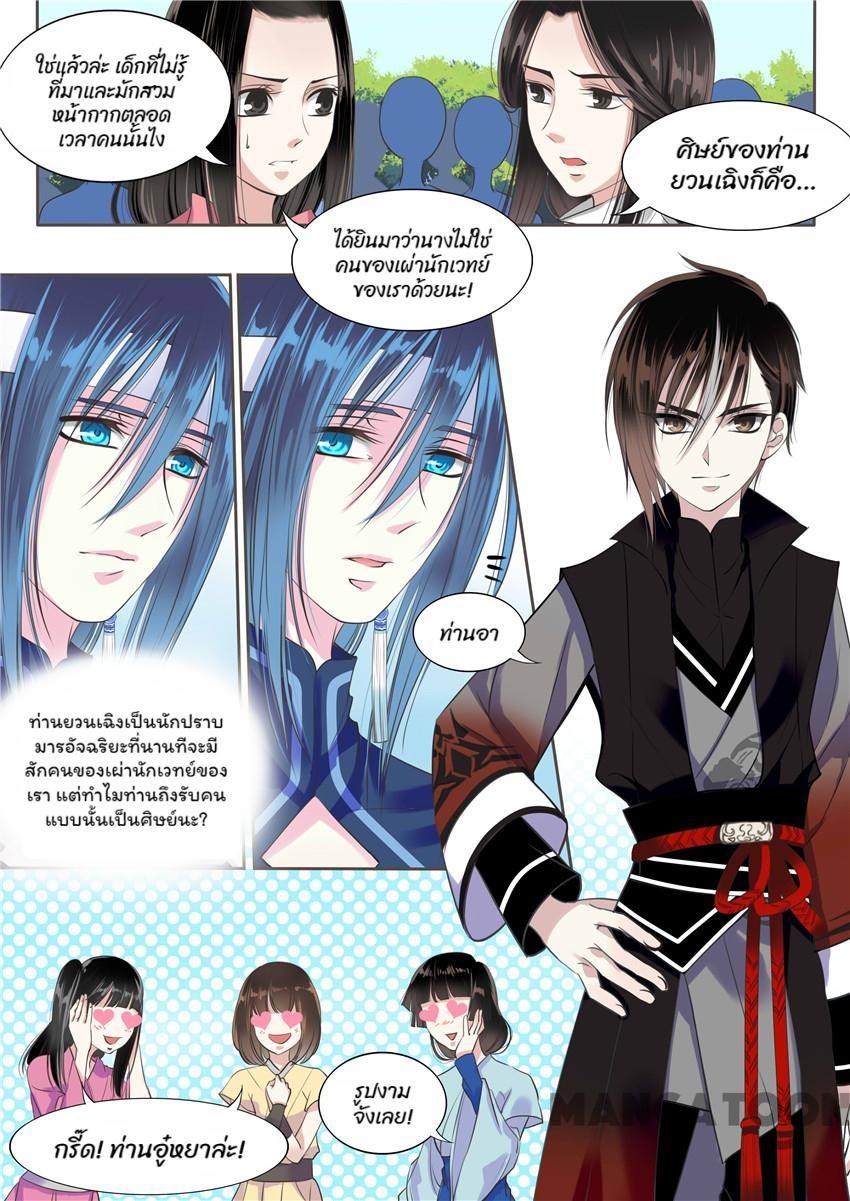 ใช่แล้วล่ะ เด็กที่ไม่รู้
ที่มาและมักสวม
หน้ากากตลอด
เวลาคนนั้นไง
ศิษย์ของท่าน
ยวนเฉิงก็คือ...
ได้ยินมาว่านางไม่ใช่
คนของเผ่านักเวทย์
ของเราด้วยนะ!
ท่านอา
ท่านยวนเฉิงเป็นนักปราบ
มารอัจฉริยะที่นานทีจะมี
สักคนของเผ่านักเวทย์ของ
เรา แต่ทำไมท่านถึงรับคน
แบบนั้นเป็นศิษย์นะ?
กรี๊ด! ท่านอู๋หยาล่ะ!
รูปงาม
จังเลย!
MANGATOON